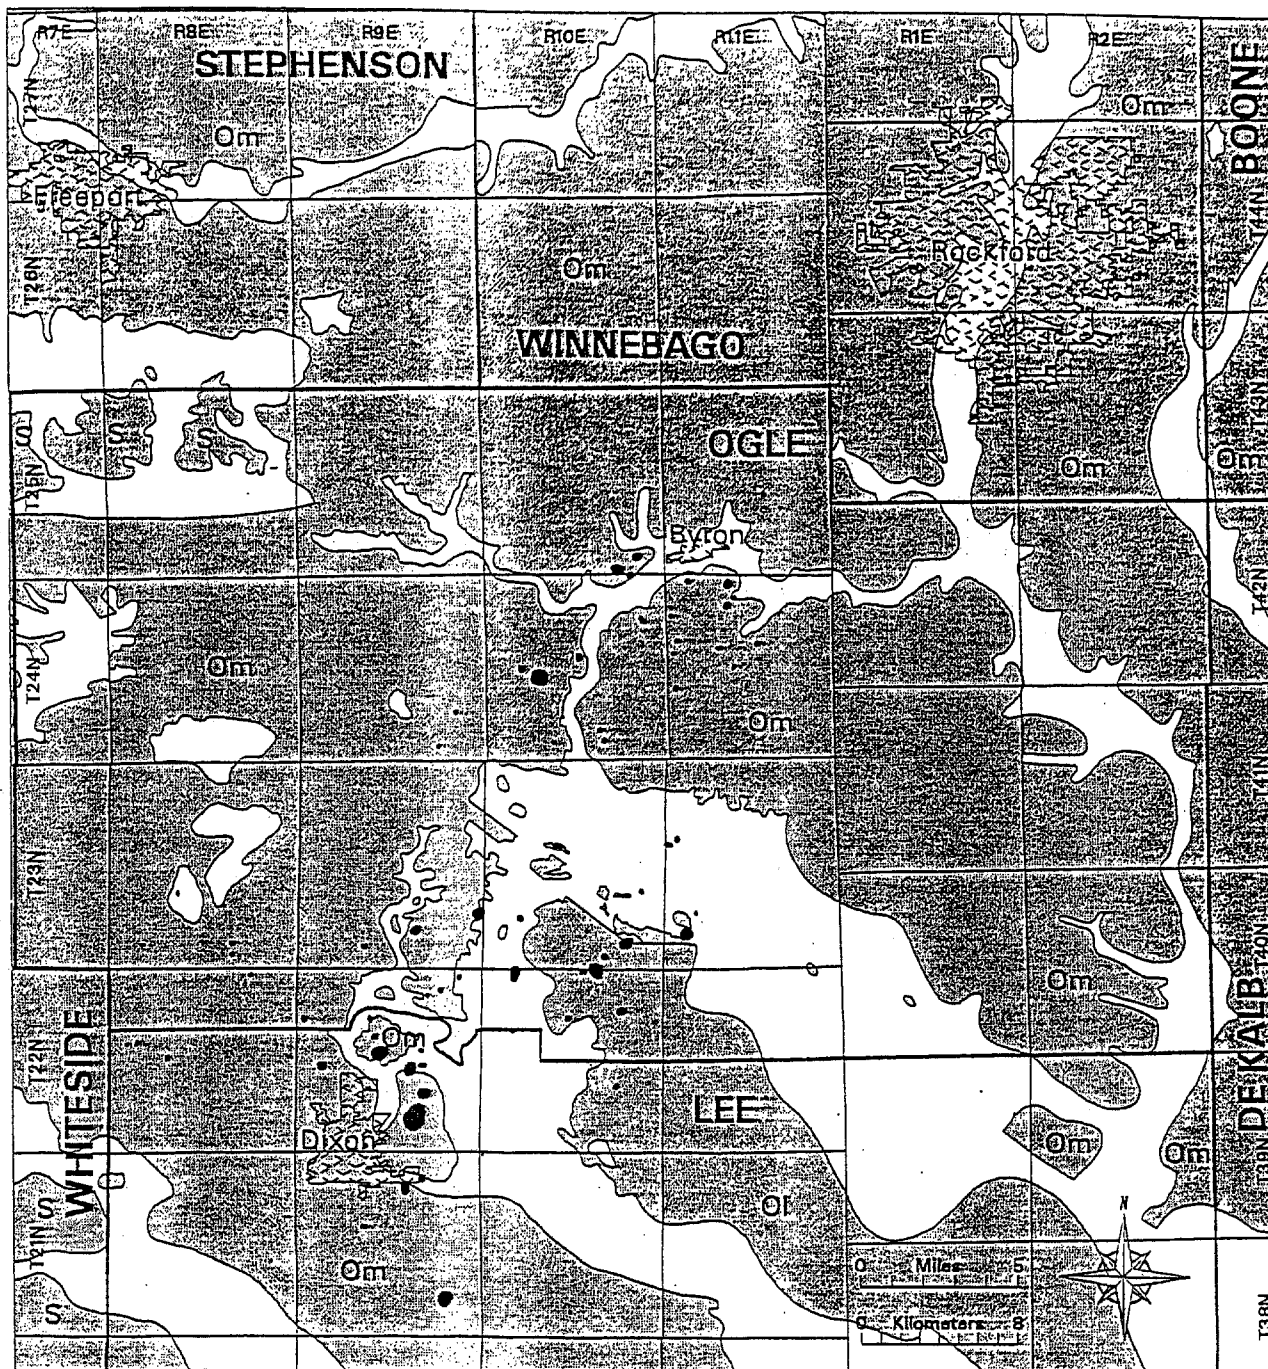 R7E R8E R9E R10E R11E R1E R2E
STEPHENSON
BOONE
T27N
Om
Om
Freeport
T44N
Rockford
T26N
Om
WINNEBAGO
OGLE
T43N
S S S
Om
Om
T25N
Byron
T42N
T24N
Om
Om
T41N
T23N
T40N
Om
Om
T22N
WHITESIDE
LEE
DEKALB
Dixon
Om
Om
T39N
S
T21N
Ol
N
Om
0 Miles 5
S
0 Kilometers 8
T38N